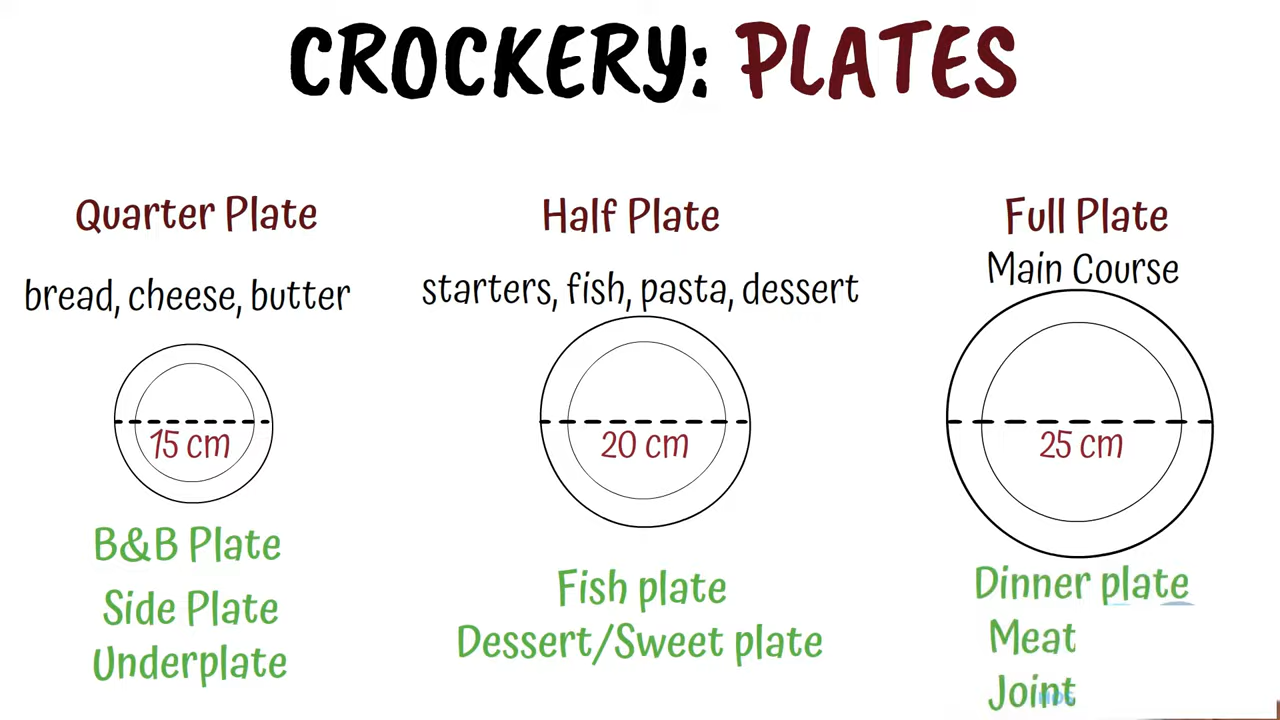 CROCKERY: PLATES
Quarter Plate
bread, cheese, butter
15 cm
B&B Plate
Side Plate
Underplate
Half Plate
starters, fish, pasta, dessert
20 cm
Fish plate
Dessert/Sweet plate
Full Plate
Main Course
25 cm
Dinner plate
Meat
Joint